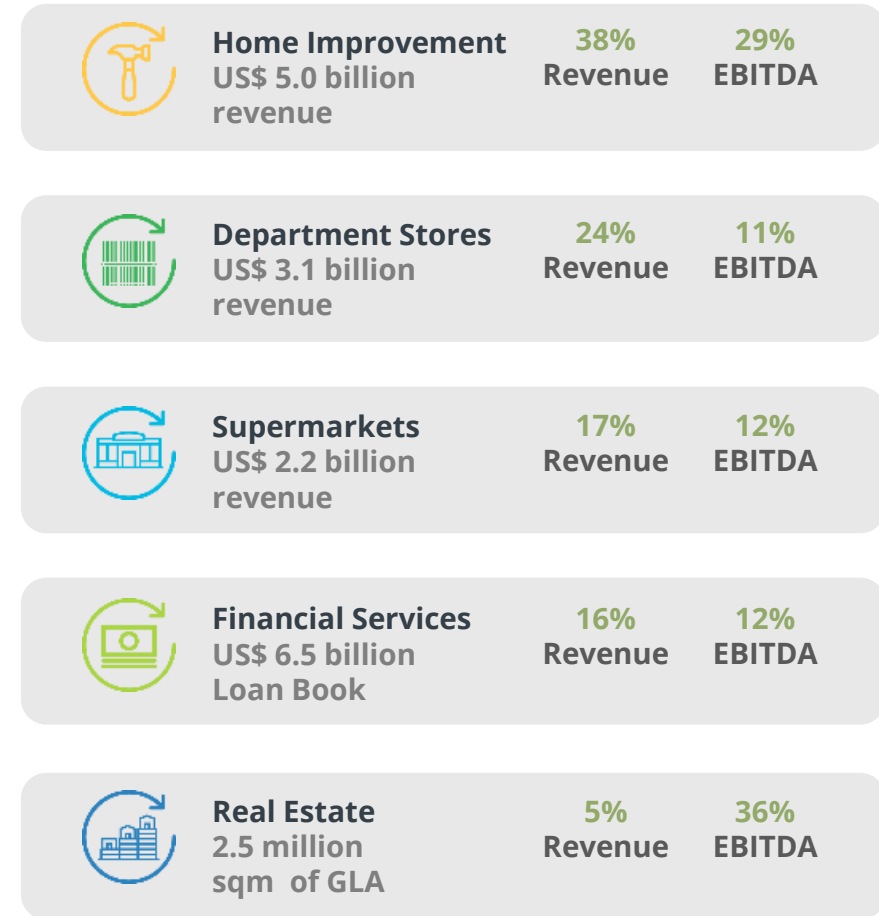 Home Improvement
US$ 5.0 billion
revenue
38%
Revenue
29%
EBITDA
Department Stores
US$ 3.1 billion
revenue
24%
Revenue
11%
EBITDA
Supermarkets
US$ 2.2 billion
revenue
17%
Revenue
12%
EBITDA
Financial Services
US$ 6.5 billion
Loan Book
16%
Revenue
12%
EBITDA
Real Estate
2.5 million
sqm of GLA
5%
Revenue
36%
EBITDA